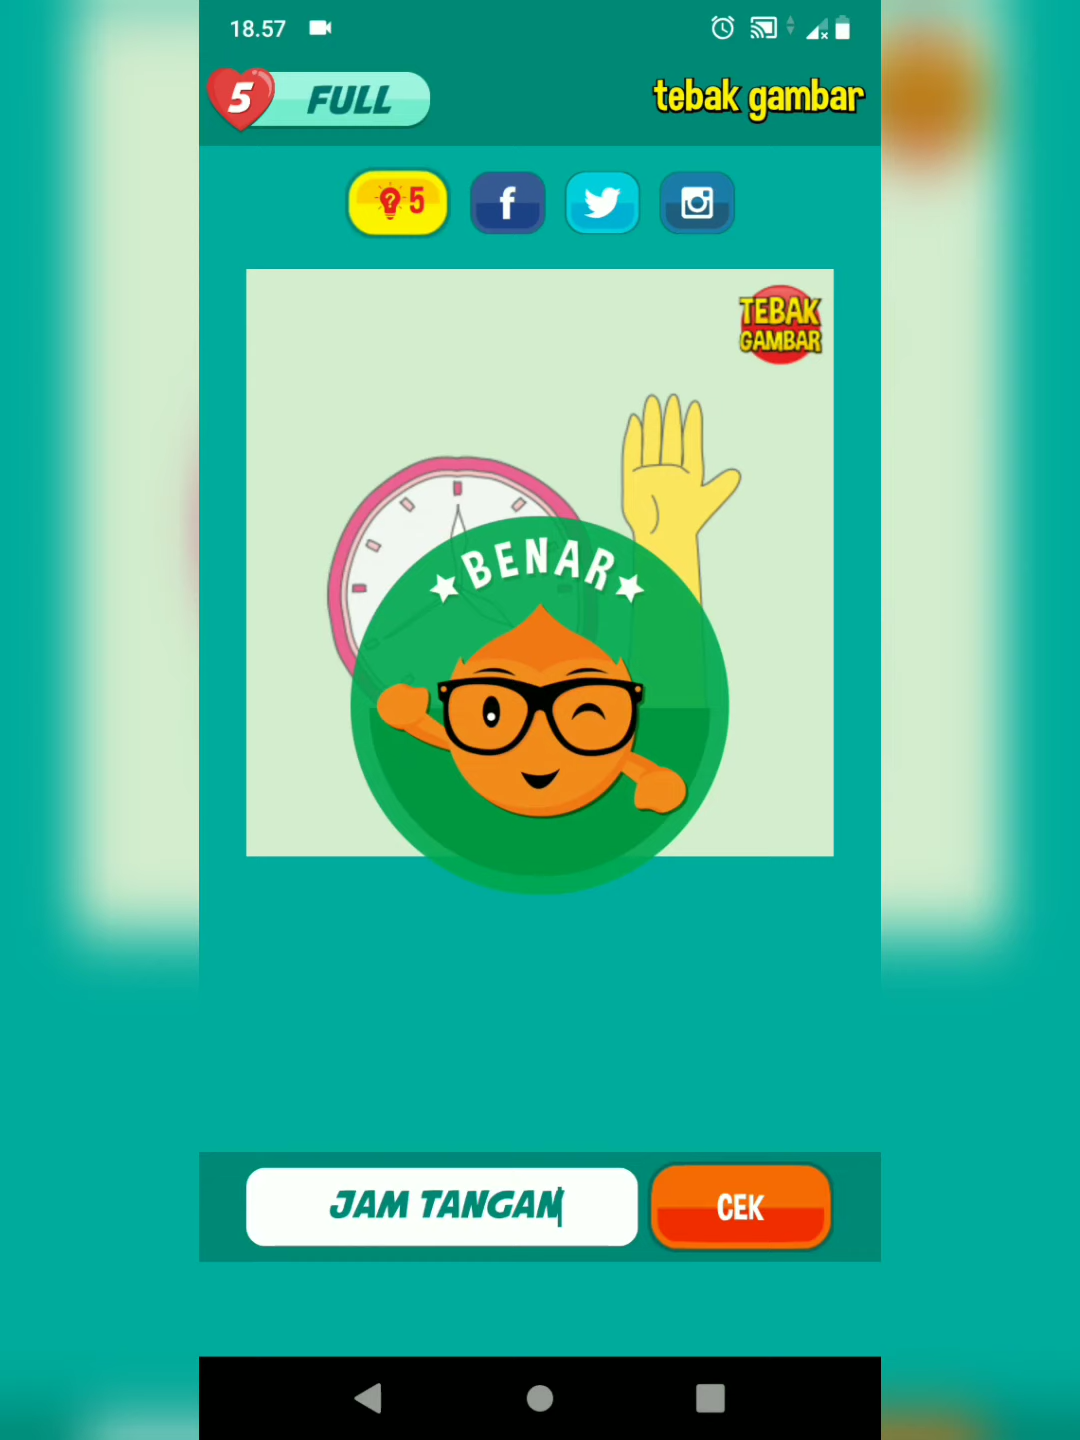 18.57
5 FULL
tebak gambar
? 5
f
TEBAK
GAMBAR
BENAR
JAM TANGAN
CEK